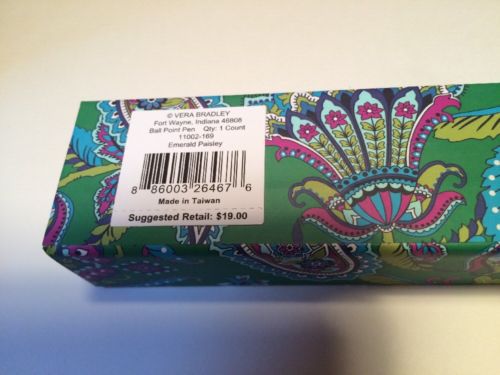 © VERA BRADLEY
Fort Wayne, Indiana 46808
Ball Point Pen Qty: 1 Count
11002-169
Emerald Paisley
8 86003 26467 6
Made in Taiwan
Suggested Retail: $19.00